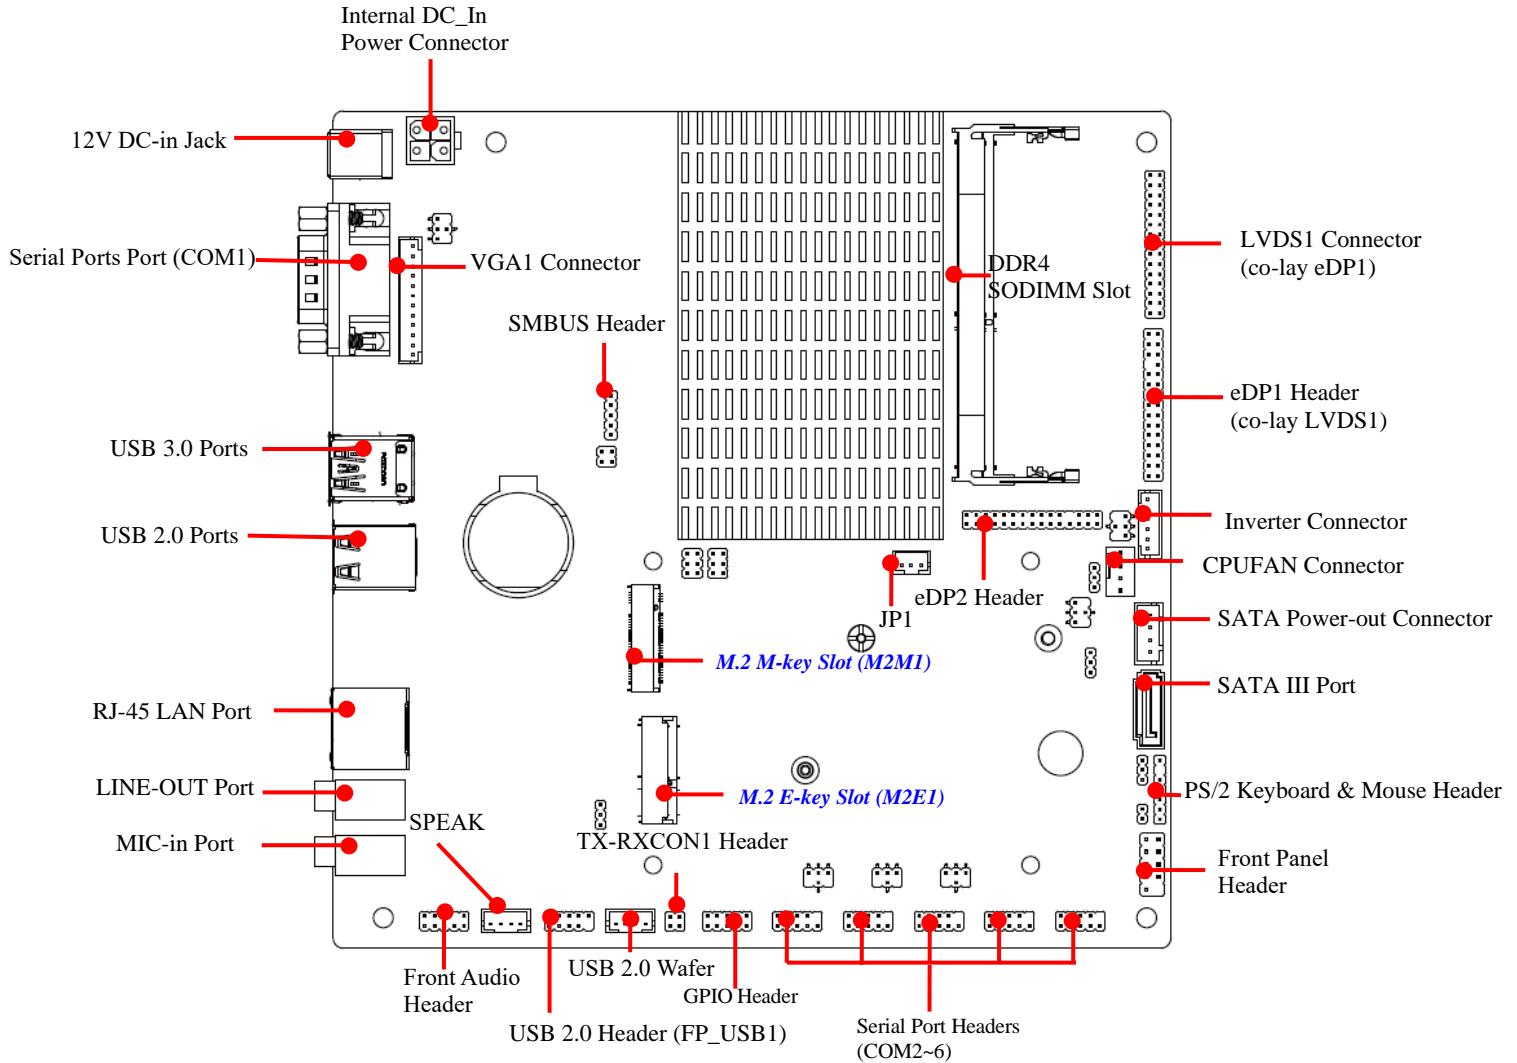 Internal DC_In
Power Connector
12V DC-in Jack
Serial Ports Port (COM1)
VGA1 Connector
SMBUS Header
DDR4
SODIMM Slot
LVDS1 Connector
(co-lay eDP1)
eDP1 Header
(co-lay LVDS1)
USB 3.0 Ports
USB 2.0 Ports
Inverter Connector
CPUFAN Connector
eDP2 Header
JP1
SATA Power-out Connector
M.2 M-key Slot (M2M1)
SATA III Port
RJ-45 LAN Port
LINE-OUT Port
M.2 E-key Slot (M2E1)
PS/2 Keyboard & Mouse Header
SPEAK
MIC-in Port
TX-RXCON1 Header
Front Panel
Header
Front Audio
Header
USB 2.0 Wafer
GPIO Header
USB 2.0 Header (FP_USB1)
Serial Port Headers
(COM2~6)